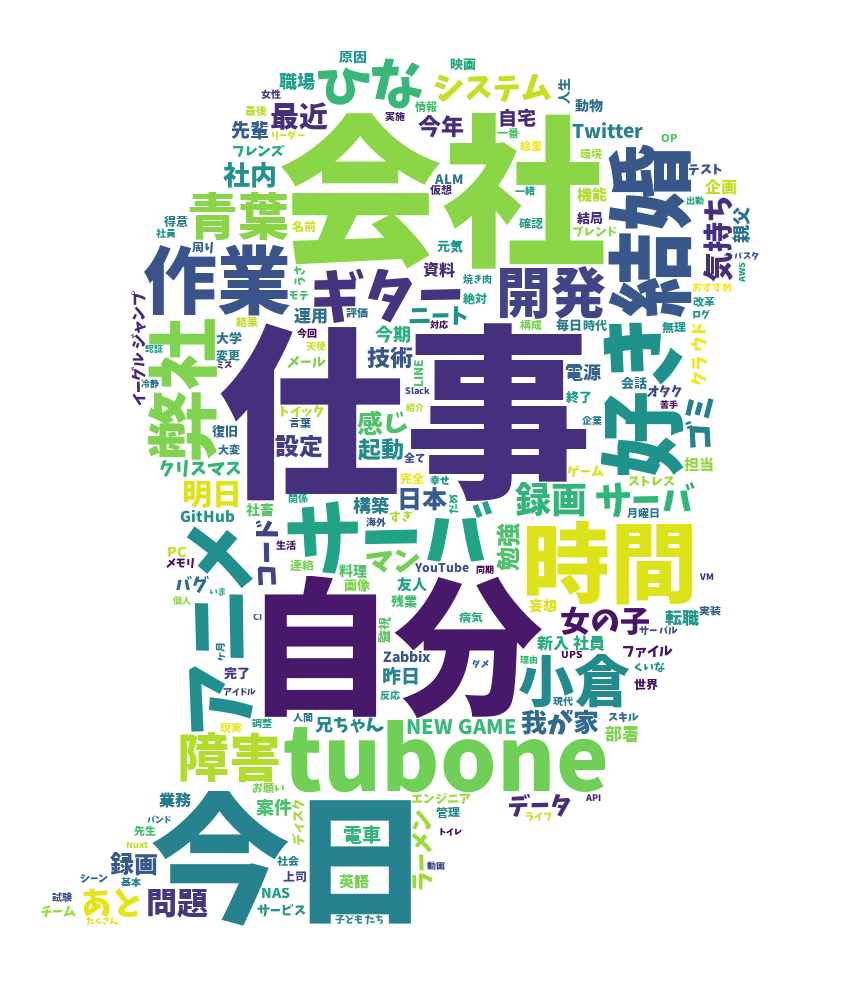 原因
映画
ひな
システム
人生
職場
女性
動物
最後
最近
情報
実施
今年
自宅
先輩
リーダー
一番
Twitter
OP
フレンズ
絵里
環境
テスト
会社
結婚
社内
ALM
仮想
一緒
機能
企画
出勤
青葉
名前
得意
社員
確認
結局
ブレンド
気持ち
親父
周り
元気
作業
うさ
モテ
ギター
資料
焼き肉
絶対
開発
パスタ
AWS
おすすめ
改革
ログ
イーグルジャンプ
結果
運用
評価
ニート
対応
今回
天使
今期
構成
毎日
時代
無理
クラウド
弊社
大学
変更
ミス
認証
冷静
メール
技術
LINE
Slack
電源
会話
オタク
苦手
好き
ゴミ
仕事
トイック
言葉
紹介
終了
企業
復旧
大変
設定
感じ
起動
全て
クリスマス
ゲーム
担当
ストレス
明日
関係
社畜
完全
幸せ
ため
構築
日本
すぎ
海外
録画
サーバ
月曜日
GitHub
コード
生活
サーバ
勉強
時間
PC
メモリ
アニメ
連絡
料理
マン
YouTube
同期
VM
バグ
いま
個人
画像
友人
残業
妄想
女の子
転職
実装
サーバル
CI
監視
病気
自分
新入社員
UPS
ファイル
くいな
ヶ月
Zabbix
ダメ
理由
完了
昨日
小倉
世界
アイドル
反応
現代
現実
調整
人間
兄ちゃん
NEW GAME
我が家
スキル
部署
障害
tubone
お願い
業務
案件
ディスク
エンジニア
データ
API
バンド
先生
管理
ライブ
Nuxt
今日
電車
ラーメン
トイレ
録画
社会
動画
シーン
基本
上司
英語
試験
あと
問題
NAS
チーム
たくさん
サービス
子どもたち